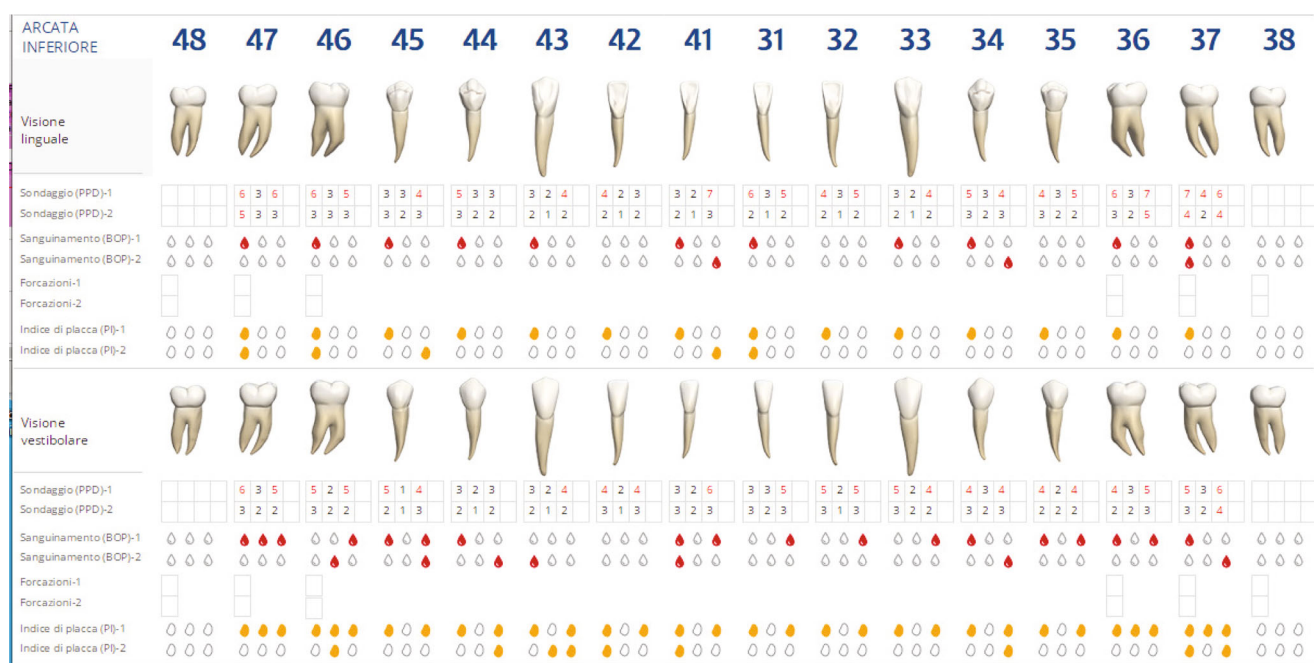 ARCATA
INFERIORE 48 47 46 45 44 43 42 41 31 32 33 34 35 36 37 38
Visione
linguale
Sondaggio (PPD)-1 6 3 6 6 3 5 3 3 4 5 3 3 3 2 4 4 2 3 3 2 7 6 3 5 4 3 5 3 2 4 5 3 4 4 3 5 6 3 7 7 4 6
Sondaggio (PPD)-2 5 3 3 3 3 3 3 2 3 3 2 2 2 1 2 2 1 2 2 1 3 2 1 2 2 1 2 2 1 2 3 2 3 3 2 2 3 2 5 4 2 4
Sanguinamento (BOP)-1
Sanguinamento (BOP)-2
Forcazioni-1
Forcazioni-2
Indice di placca (PI)-1
Indice di placca (PI)-2
Visione
vestibolare
Sondaggio (PPD)-1 6 3 5 5 2 5 5 1 4 3 2 3 3 2 4 4 2 4 3 2 6 3 3 5 5 2 5 5 2 4 4 3 4 4 2 4 4 3 5 5 3 6
Sondaggio (PPD)-2 3 2 2 3 2 2 2 1 3 2 1 2 2 1 2 3 1 3 3 2 3 3 2 3 3 1 3 3 2 2 3 2 3 2 2 2 3 2 2 3 2 4
Sanguinamento (BOP)-1
Sanguinamento (BOP)-2
Forcazioni-1
Forcazioni-2
Indice di placca (PI)-1
Indice di placca (PI)-2